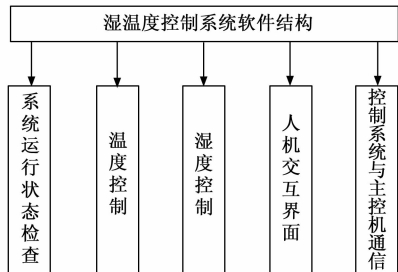 湿温度控制系统软件结构
系统运行状态检查
温度控制
湿度控制
人机交互界面
控制系统与主控机通信